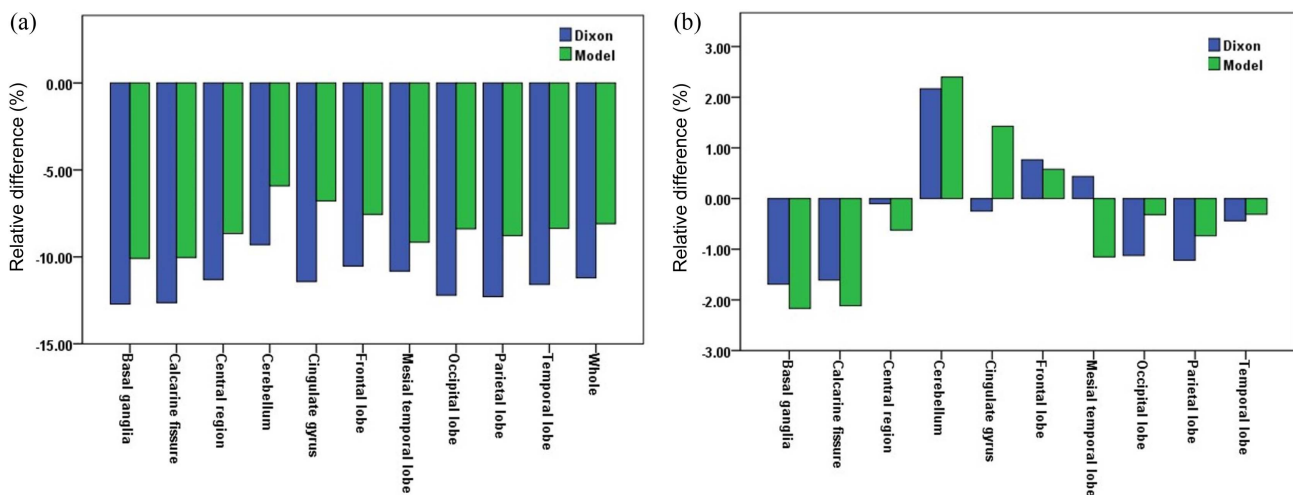 (a)
Dixon
Model
Relative difference (%)
0.00
-5.00
-10.00
-15.00
Basal ganglia
Calcarine fissure
Central region
Cerebellum
Cingulate gyrus
Frontal lobe
Mesial temporal lobe
Occipital lobe
Parietal lobe
Temporal lobe
Whole
(b)
Dixon
Model
Relative difference (%)
3.00
2.00
1.00
0.00
-1.00
-2.00
-3.00
Basal ganglia
Calcarine fissure
Central region
Cerebellum
Cingulate gyrus
Frontal lobe
Mesial temporal lobe
Occipital lobe
Parietal lobe
Temporal lobe